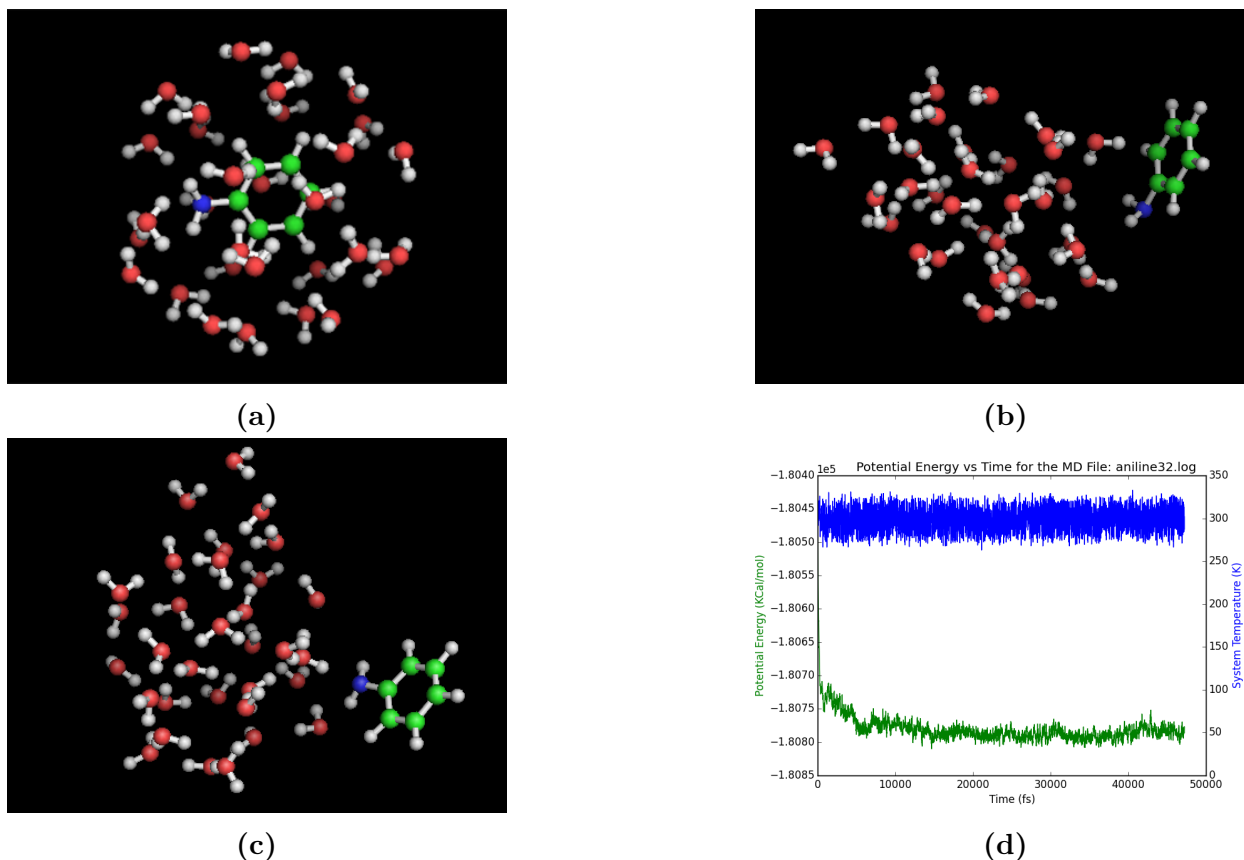 (a)
(b)
Potential Energy vs Time for the MD File: aniline32.log
1e5
−1.8040
−1.8045
−1.8050
−1.8055
−1.8060
−1.8065
−1.8070
−1.8075
−1.8080
−1.8085
Potential Energy (KCal/mol)
350
300
250
200
150
100
50
0
System Temperature (K)
0
10000
20000
30000
40000
50000
Time (fs)
(c)
(d)